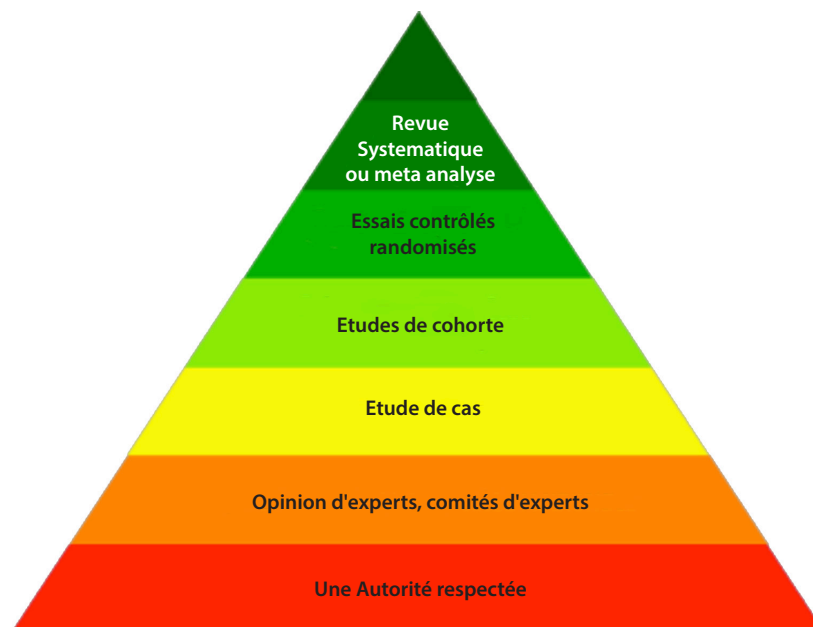 Revue
Systematique
ou meta analyse
Essais contrôlés
randomisés
Etudes de cohorte
Etude de cas
Opinion d'experts, comités d'experts
Une Autorité respectée